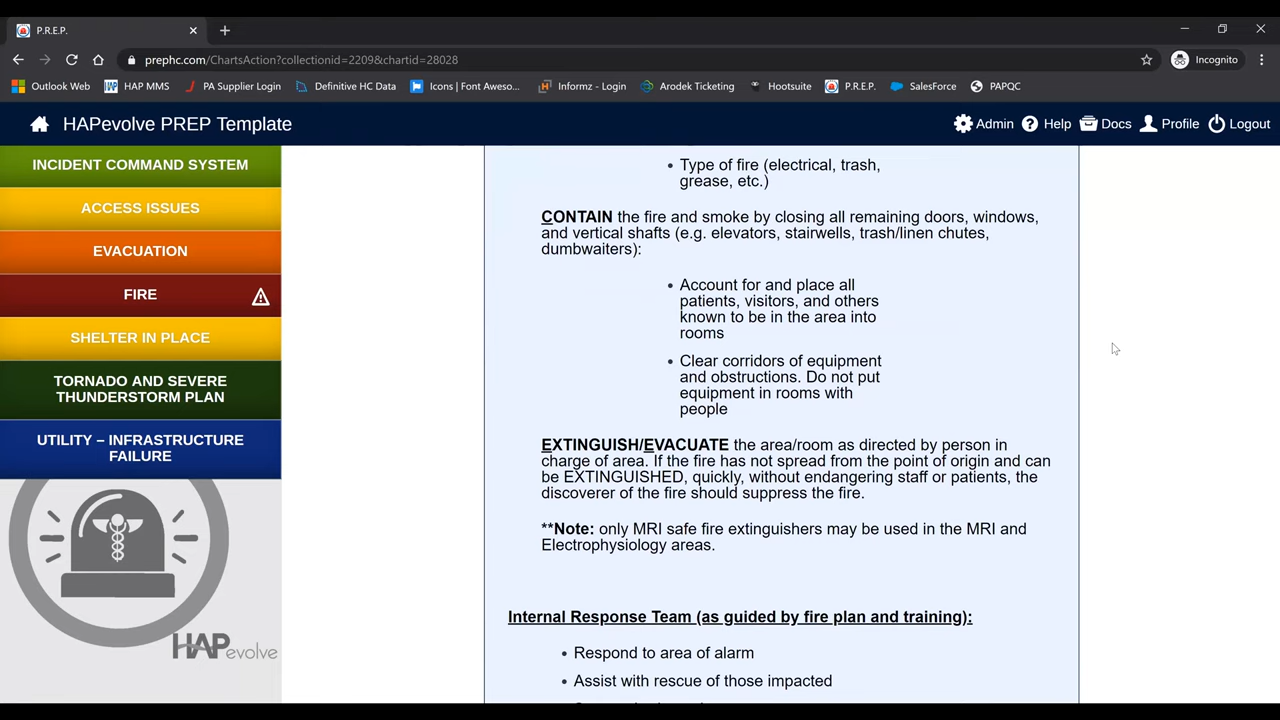 P.R.E.P.
prephc.com/ChartsAction?collectionid=2209&chartid=28028
Incognito
Outlook Web
HAP MMS
PA Supplier Login
Definitive HC Data
Icons | Font Aweso...
Informz - Login
Arodek Ticketing
Hootsuite
P.R.E.P.
SalesForce
PAPQC
HAPevolve PREP Template
Admin
Help
Docs
Profile
Logout
INCIDENT COMMAND SYSTEM
ACCESS ISSUES
EVACUATION
FIRE
SHELTER IN PLACE
TORNADO AND SEVERE
THUNDERSTORM PLAN
UTILITY – INFRASTRUCTURE
FAILURE
HAPevolve
• Type of fire (electrical, trash,
grease, etc.)
CONTAIN the fire and smoke by closing all remaining doors, windows,
and vertical shafts (e.g. elevators, stairwells, trash/linen chutes,
dumbwaiters):
• Account for and place all
patients, visitors, and others
known to be in the area into
rooms
• Clear corridors of equipment
and obstructions. Do not put
equipment in rooms with
people
EXTINGUISH/EVACUATE the area/room as directed by person in
charge of area. If the fire has not spread from the point of origin and can
be EXTINGUISHED, quickly, without endangering staff or patients, the
discoverer of the fire should suppress the fire.
**Note: only MRI safe fire extinguishers may be used in the MRI and
Electrophysiology areas.
Internal Response Team (as guided by fire plan and training):
• Respond to area of alarm
• Assist with rescue of those impacted